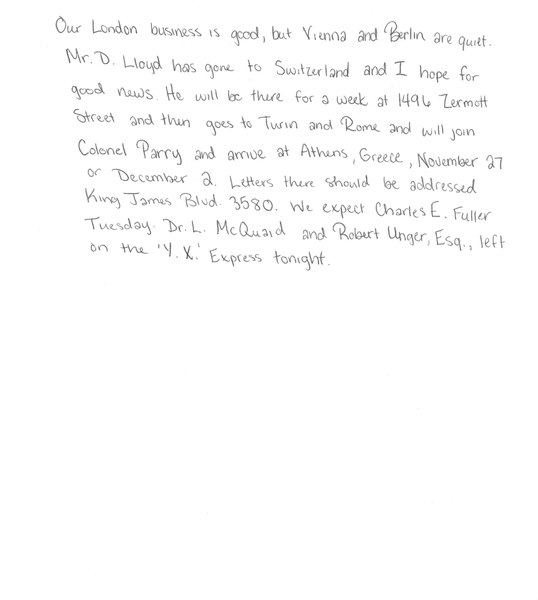 Our London business is good, but Vienna and Berlin are quiet.
Mr. D. Lloyd has gone to Switzerland and I hope for
good news. He will be there for a week at 1496 Zermott
Street and then goes to Turin and Rome and will join
Colonel Parry and arrive at Athens, Greece, November 27
or December 2. Letters there should be addressed
King James Blvd. 3580. We expect Charles E. Fuller
Tuesday. Dr. L. McQuaid and Robert Unger, Esq., left
on the 'Y.X.' Express tonight.